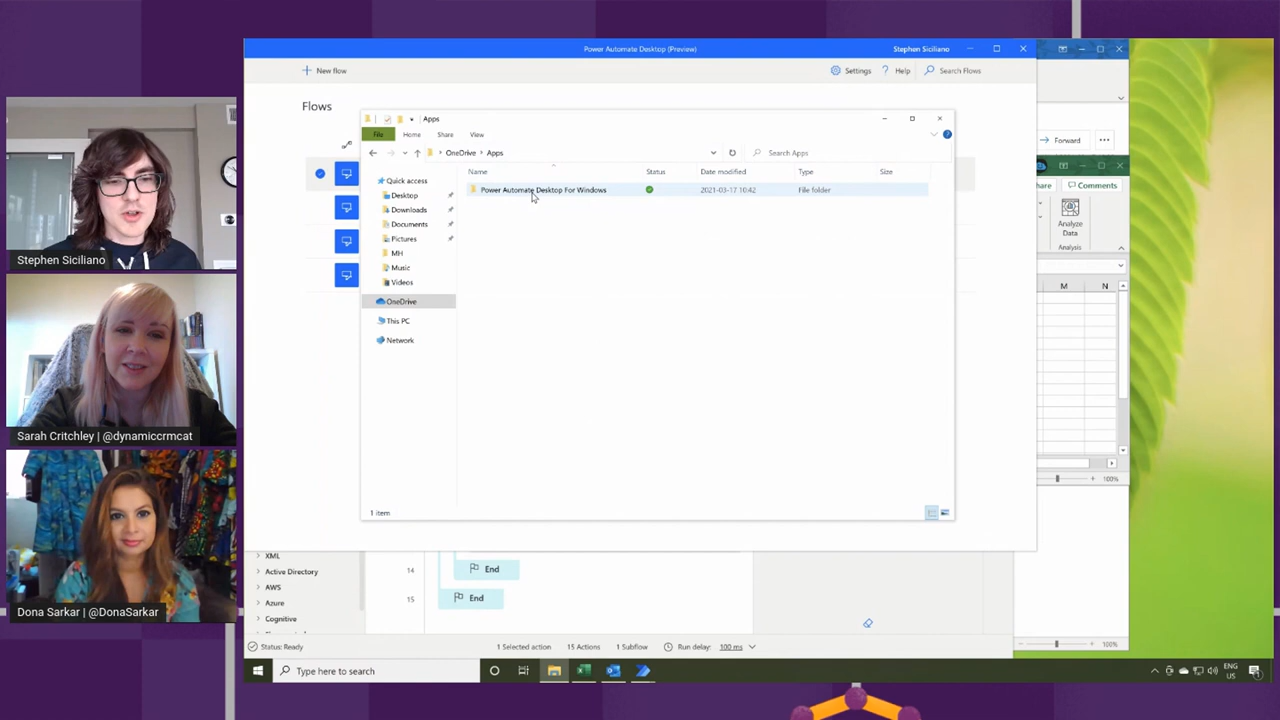 Stephen Siciliano
Sarah Critchley | @dynamiccrmcat
Dona Sarkar | @DonaSarkar
Power Automate Desktop (Preview)
Stephen Siciliano
New flow
Settings
Help
Search Flows
Flows
Apps
File
Home
Share
View
OneDrive
Apps
Search Apps
Name
Status
Date modified
Type
Size
Power Automate Desktop For Windows
2021-03-17 10:42
File folder
Quick access
Desktop
Downloads
Documents
Pictures
MH
Music
Videos
OneDrive
This PC
Network
1 item
Forward
hare
Comments
Analyze
Data
Analysis
M
N
100%
XML
Active Directory
AWS
Azure
Cognitive
14
End
15
End
100%
Status: Ready
1 Selected action
15 Actions
1 Subflow
Run delay:
100 ms
Type here to search
ENG
US